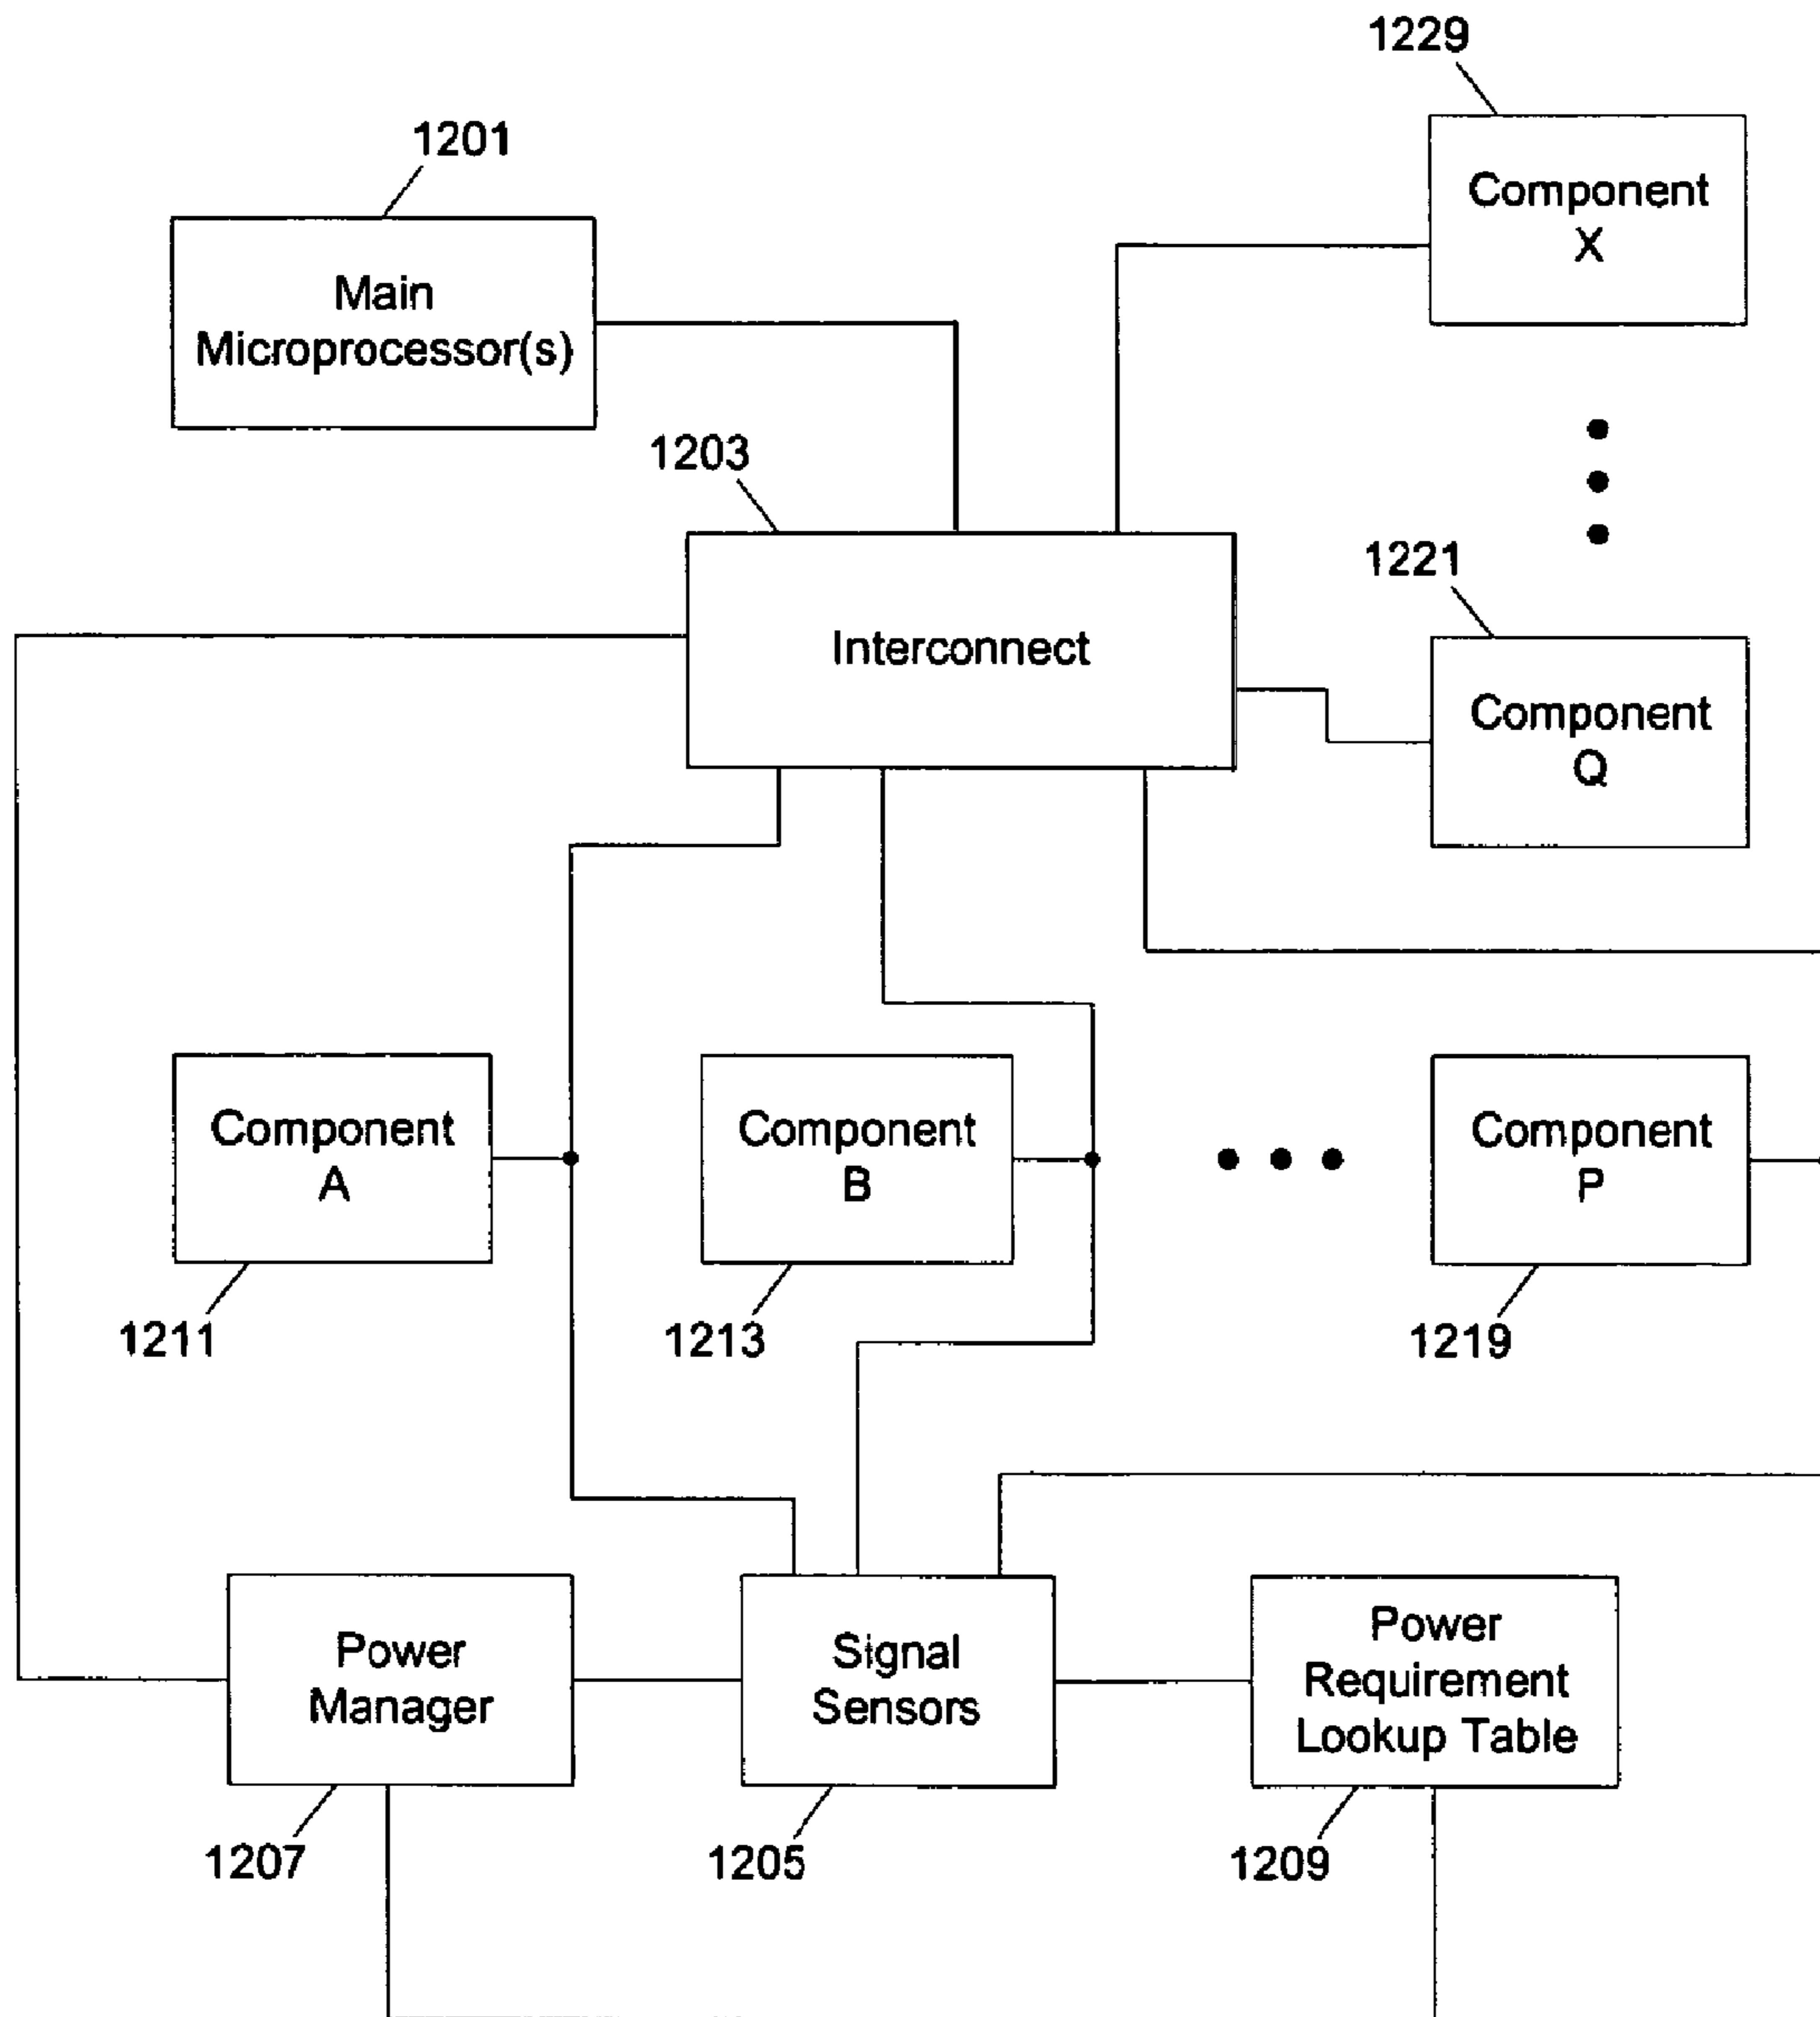 1229
1201
Component
X
Main
Microprocessor(s)
1203
1221
Interconnect
Component
Q
Component
A
Component
B
Component
P
1211
1213
1219
Power
Manager
Signal
Sensors
Power
Requirement
Lookup Table
1207
1205
1209